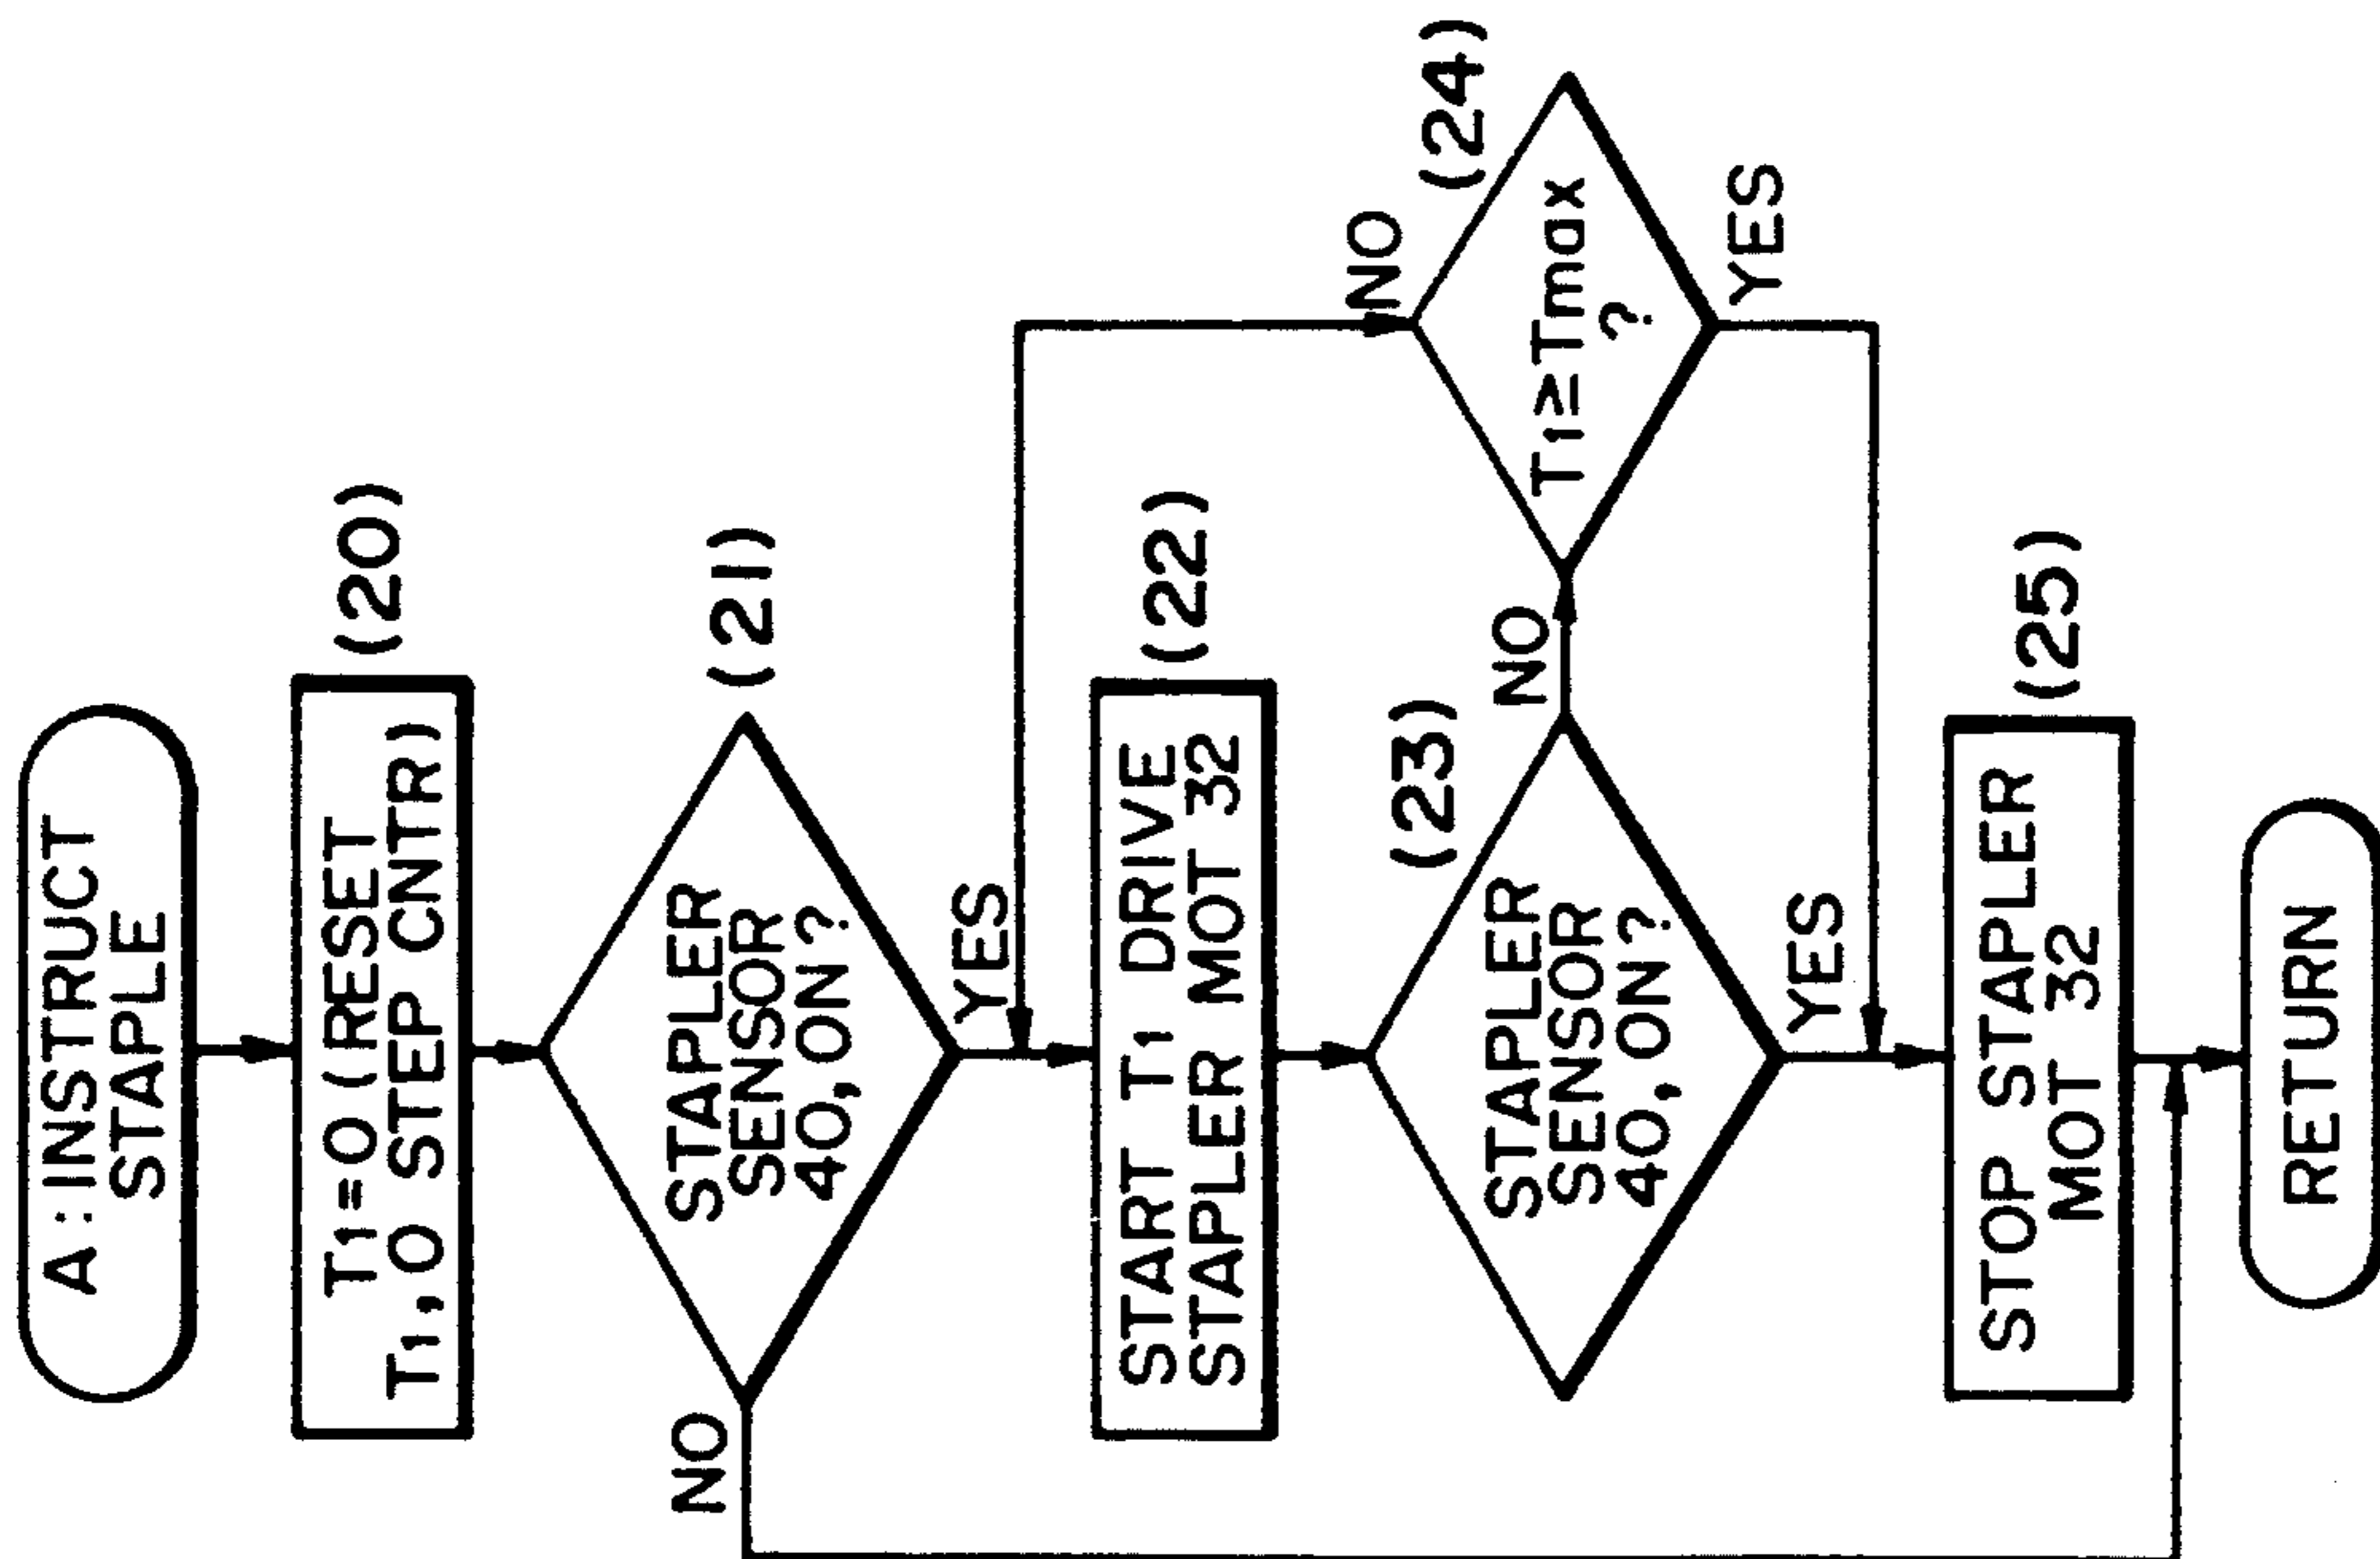 A:INSTRUCT
STAPLE
T1=0 (RESET
T1, 0 STEP CNTR)
(20)
STAPLER
SENSOR
40, ON?
(21)
NO
YES
START T1 DRIVE
STAPLER MOT 32
(22)
STAPLER
SENSOR
40, ON?
(23)
NO
YES
T1≥Tmax
?
(24)
NO
YES
STOP STAPLER
MOT 32
(25)
RETURN